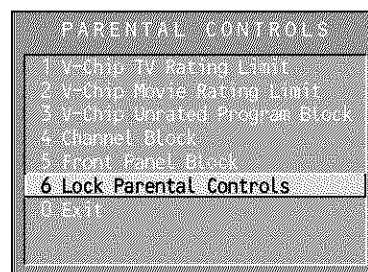 PARENTAL CONTROLS
1 V-Chip TV Rating Limit
2 V-Chip Movie Rating Limit
3 V-Chip Unrated Program Block
4 Channel Block
5 Front Panel Block
6 Lock Parental Controls
0 Exit